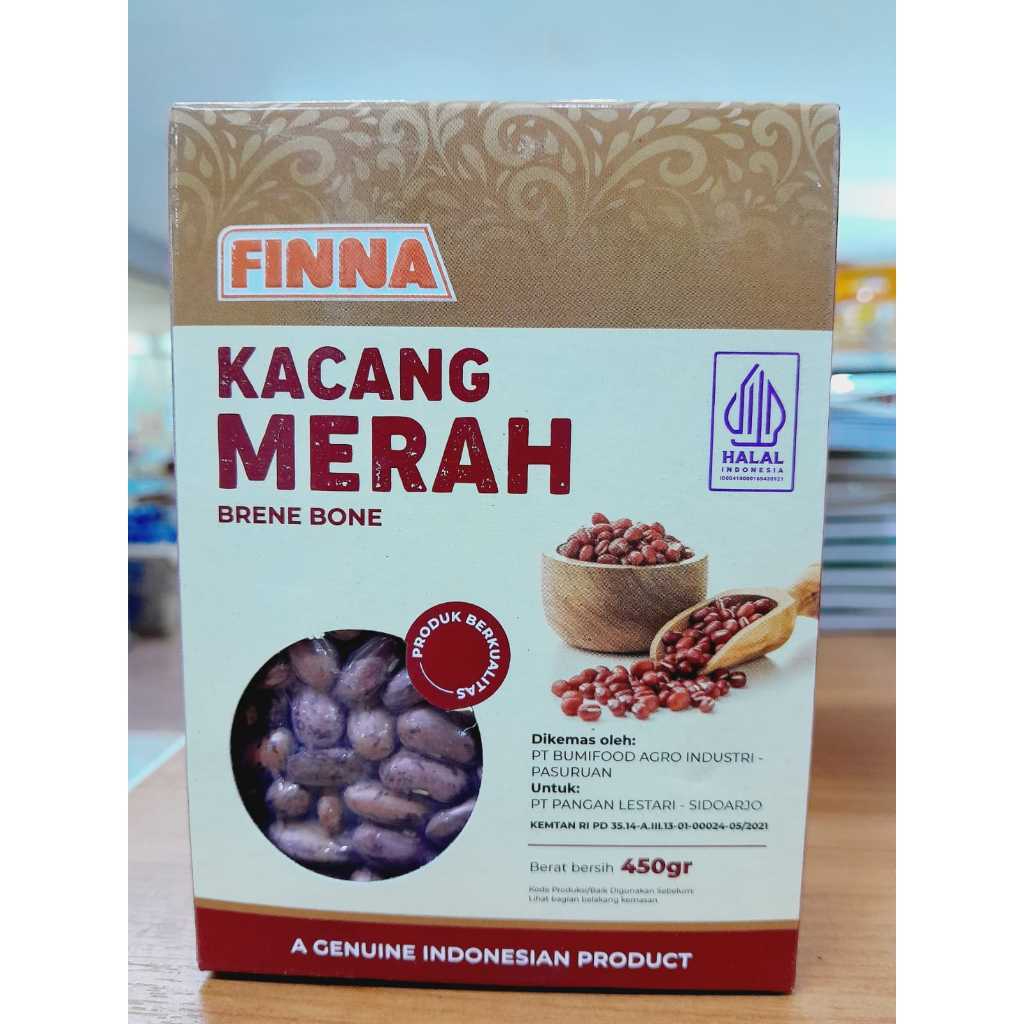 FINNA
KACANG
MERAH
BRENE BONE
HALAL
INDONESIA
PRODUK BERKUALITAS
Dikemas oleh:
PT BUMIFOOD AGRO INDUSTRI -
PASURUAN
Untuk:
PT PANGAN LESTARI - SIDOARJO
KEMTAN RI PD 35.14-A.III.13-01-00024-05/2021
Berat bersih 450gr
Kode Produksi/Baik Digunakan Sebelum:
Lihat bagian belakang kemasan
A GENUINE INDONESIAN PRODUCT